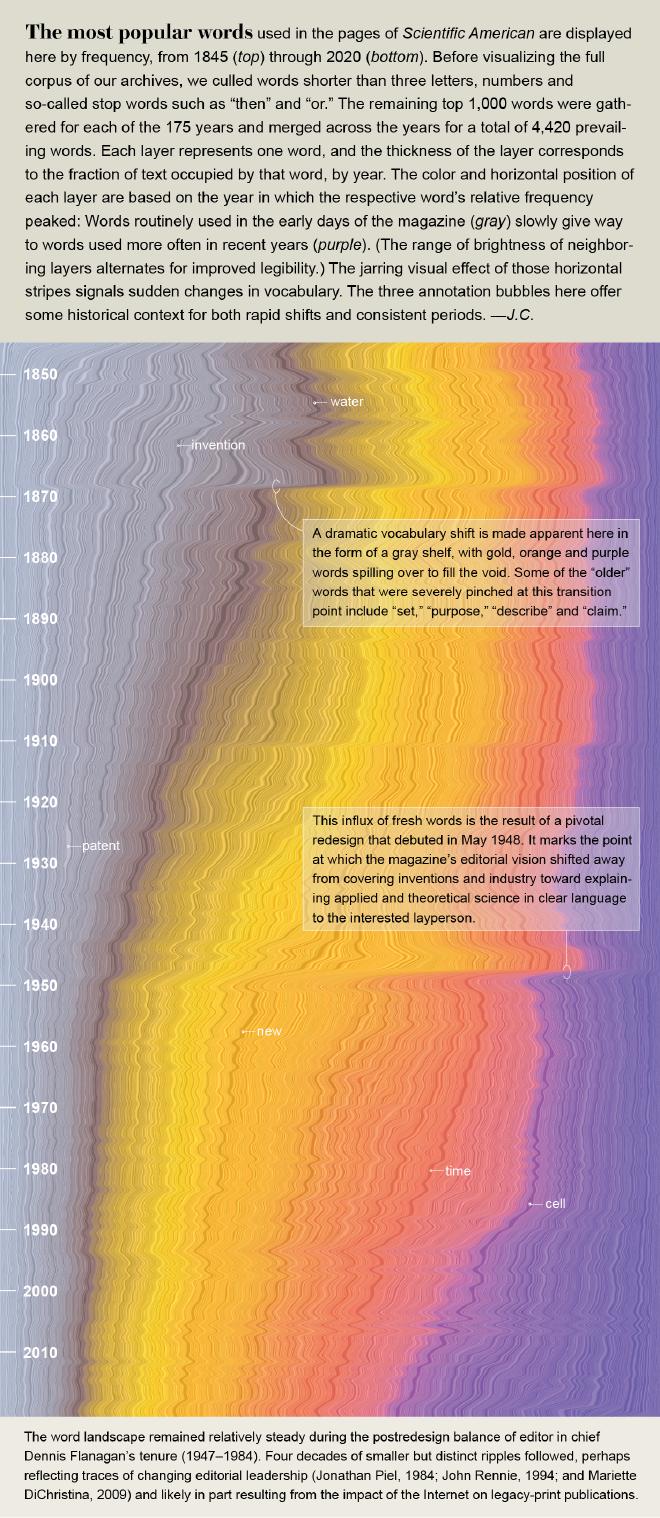 The most popular words used in the pages of Scientific American are displayed
here by frequency, from 1845 (top) through 2020 (bottom). Before visualizing the full
corpus of our archives, we culled words shorter than three letters, numbers and
so-called stop words such as “then” and “or.” The remaining top 1,000 words were gath-
ered for each of the 175 years and merged across the years for a total of 4,420 prevail-
ing words. Each layer represents one word, and the thickness of the layer corresponds
to the fraction of text occupied by that word, by year. The color and horizontal position of
each layer are based on the year in which the respective word’s relative frequency
peaked: Words routinely used in the early days of the magazine (gray) slowly give way
to words used more often in recent years (purple). (The range of brightness of neighbor-
ing layers alternates for improved legibility.) The jarring visual effect of those horizontal
stripes signals sudden changes in vocabulary. The three annotation bubbles here offer
some historical context for both rapid shifts and consistent periods. —J.C.
1850
water
1860
invention
1870
A dramatic vocabulary shift is made apparent here in
the form of a gray shelf, with gold, orange and purple
words spilling over to fill the void. Some of the “older”
words that were severely pinched at this transition
point include “set,” “purpose,” “describe” and “claim.”
1880
1890
1900
1910
1920
This influx of fresh words is the result of a pivotal
redesign that debuted in May 1948. It marks the point
at which the magazine’s editorial vision shifted away
from covering inventions and industry toward explain-
ing applied and theoretical science in clear language
to the interested layperson.
patent
1930
1940
1950
new
1960
1970
1980
time
cell
1990
2000
2010
The word landscape remained relatively steady during the postredesign balance of editor in chief
Dennis Flanagan’s tenure (1947–1984). Four decades of smaller but distinct ripples followed, perhaps
reflecting traces of changing editorial leadership (Jonathan Piel, 1984; John Rennie, 1994; and Mariette
DiChristina, 2009) and likely in part resulting from the impact of the Internet on legacy-print publications.